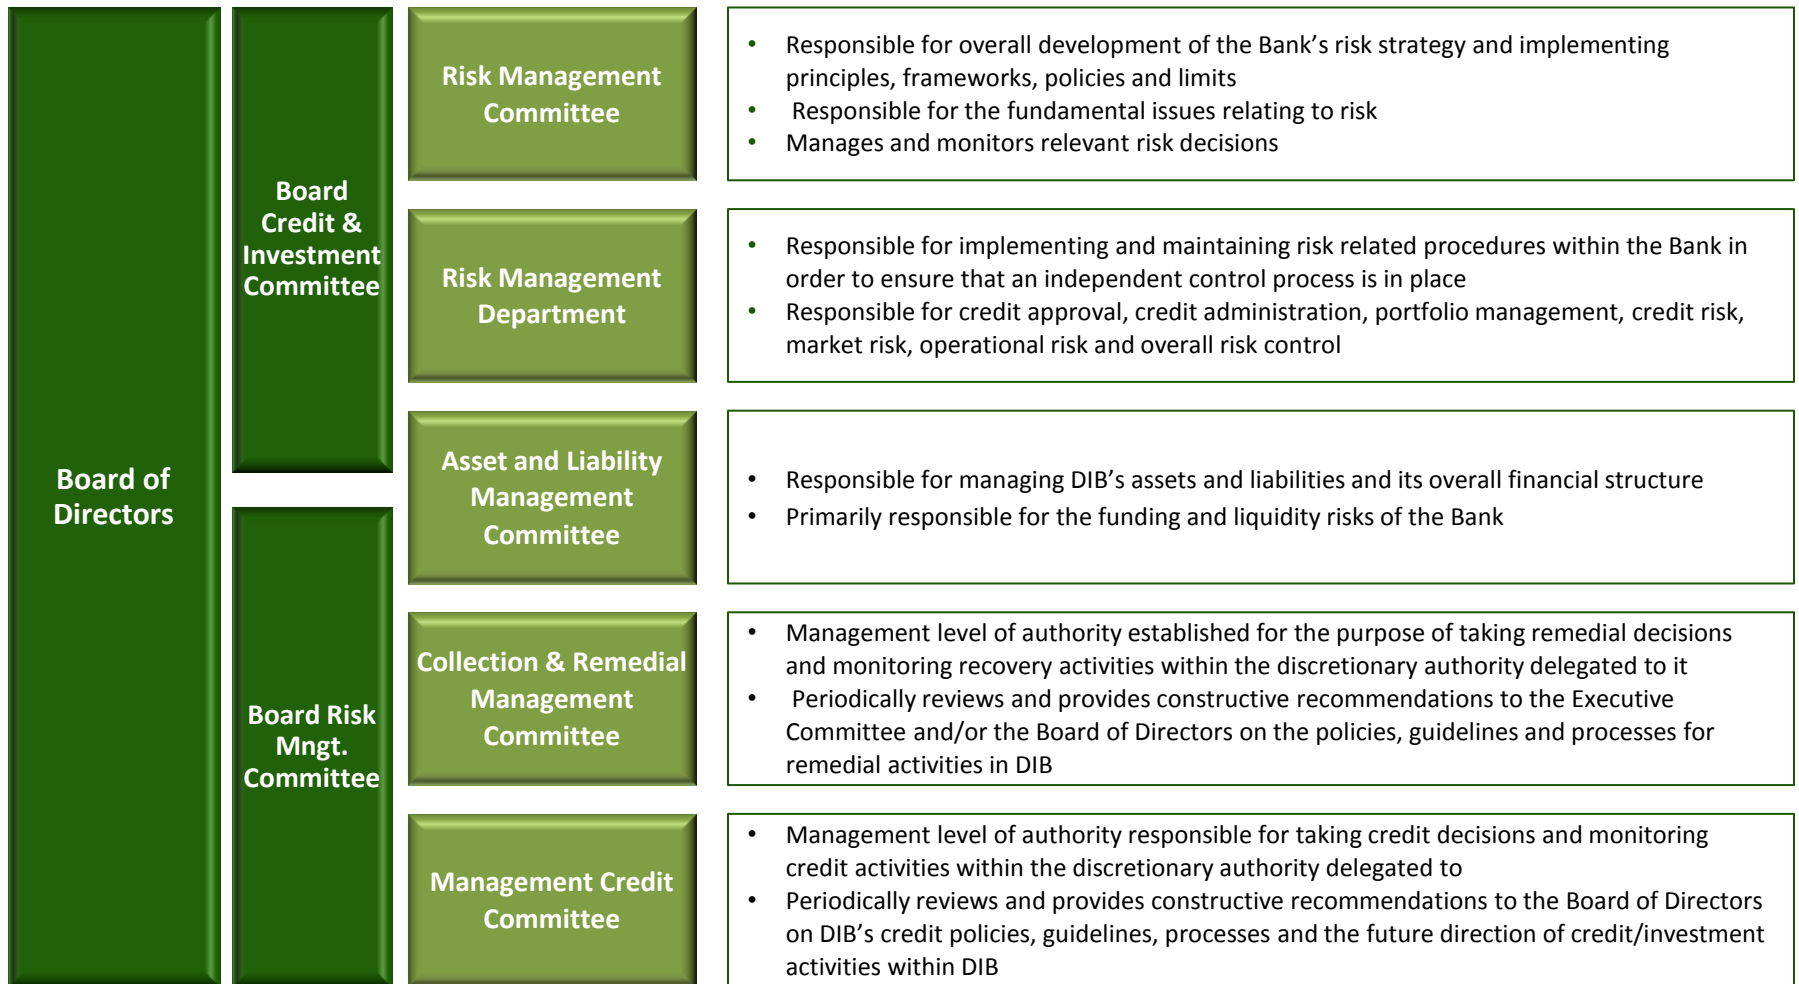 Board of
Directors
Board
Credit &
Investment
Committee
Board Risk
Mngt.
Committee
Risk Management
Committee
• Responsible for overall development of the Bank’s risk strategy and implementing
principles, frameworks, policies and limits
• Responsible for the fundamental issues relating to risk
• Manages and monitors relevant risk decisions
Risk Management
Department
• Responsible for implementing and maintaining risk related procedures within the Bank in
order to ensure that an independent control process is in place
• Responsible for credit approval, credit administration, portfolio management, credit risk,
market risk, operational risk and overall risk control
Asset and Liability
Management
Committee
• Responsible for managing DIB’s assets and liabilities and its overall financial structure
• Primarily responsible for the funding and liquidity risks of the Bank
Collection & Remedial
Management
Committee
• Management level of authority established for the purpose of taking remedial decisions
and monitoring recovery activities within the discretionary authority delegated to it
• Periodically reviews and provides constructive recommendations to the Executive
Committee and/or the Board of Directors on the policies, guidelines and processes for
remedial activities in DIB
Management Credit
Committee
• Management level of authority responsible for taking credit decisions and monitoring
credit activities within the discretionary authority delegated to
• Periodically reviews and provides constructive recommendations to the Board of Directors
on DIB’s credit policies, guidelines, processes and the future direction of credit/investment
activities within DIB